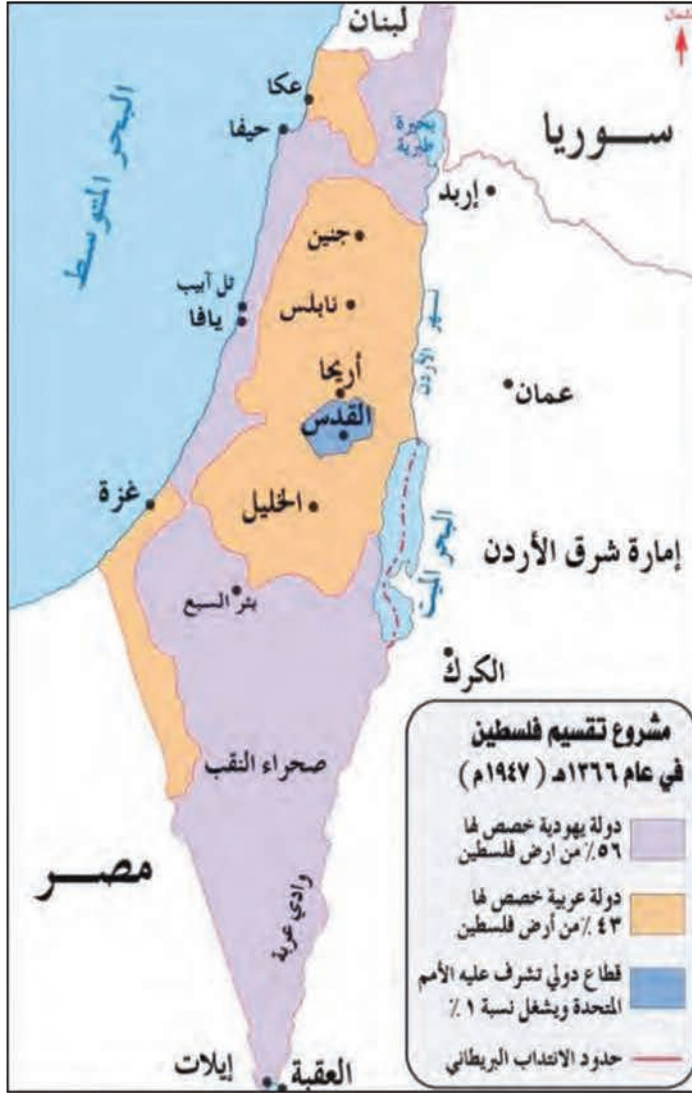 الشمال
لبنان
سـوريا
عكا
حيفا
بحيرة
طبرية
إربد
البحر المتوسط
جنين
تل آبيب
يافا
نابلس
نهر الأردن
أريحا
عمان
القدس
غزة
الخليل
البحر الميت
إمارة شرق الأردن
بئر السبع
الكرك
صحراء النقب
مصـر
وادي عربة
إيلات
العقبة
مشروع تقسيم فلسطين
في عام ١٣٦٦هـ (١٩٤٧م)
دولة يهودية خصص لها
٥٦٪ من ارض فلسطين
دولة عربية خصص لها
٤٣٪ من أرض فلسطين
قطاع دولي تشرف عليه الأمم
المتحدة ويشغل نسبة ١٪
حدود الانتداب البريطاني